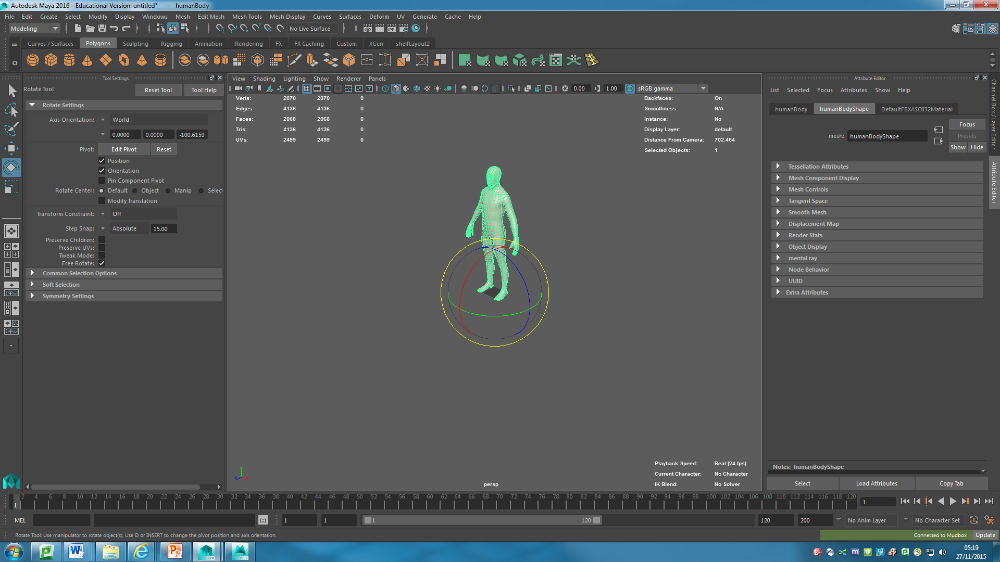 Autodesk Maya 2016 - Educational Version: untitled*   ---   humanBody
File Edit Create Select Modify Display Windows Mesh Edit Mesh Mesh Tools Mesh Display Curves Surfaces Deform UV Generate Cache Help
Modeling No Live Surface
Curves / Surfaces Polygons Sculpting Rigging Animation Rendering FX FX Caching Custom XGen shelfLayout2
Tool Settings
Rotate Tool Reset Tool Tool Help
Rotate Settings
Axis Orientation: World
0.0000 0.0000 -100.6159
Pivot: Edit Pivot Reset
Position
Orientation
Pin Component Pivot
Rotate Center: Default Object Manip Select
Modify Translation
Transform Constraint: Off
Step Snap: Absolute 15.00
Preserve Children:
Preserve UVs:
Tweak Mode:
Free Rotate:
Common Selection Options
Soft Selection
Symmetry Settings
View Shading Lighting Show Renderer Panels
IPR
0.00 1.00 ON sRGB gamma
Verts: 2070 2070 0
Edges: 4136 4136 0
Faces: 2068 2068 0
Tris: 4136 4136 0
UVs: 2499 2499 0
Backfaces: On
Smoothness: N/A
Instance: No
Display Layer: default
Distance From Camera: 702.464
Selected Objects: 1
y
z x
persp
Playback Speed: Real [24 fps]
Current Character: No Character
IK Blend: No Solver
Attribute Editor
List Selected Focus Attributes Show Help
humanBody humanBodyShape DefaultFBXASC032Material
Focus
mesh: humanBodyShape Presets
Show Hide
Tessellation Attributes
Mesh Component Display
Mesh Controls
Tangent Space
Smooth Mesh
Displacement Map
Render Stats
Object Display
mental ray
Node Behavior
UUID
Extra Attributes
Notes: humanBodyShape
Select Load Attributes Copy Tab
Channel Box / Layer Editor
Attribute Editor
2 4 6 8 10 12 14 16 18 20 22 24 26 28 30 32 34 36 38 40 42 44 46 48 50 52 54 56 58 60 62 64 66 68 70 72 74 76 78 80 82 84 86 88 90 92 94 96 98 100 102 104 106 108 110 112 114 116 118 120
1 1
MEL 1 1 1 120 120 200 No Anim Layer No Character Set
Rotate Tool: Use manipulator to rotate object(s). Use D or INSERT to change the pivot position and axis orientation.
Connected to Mudbox Update
MAYA MUD
05:19
27/11/2015